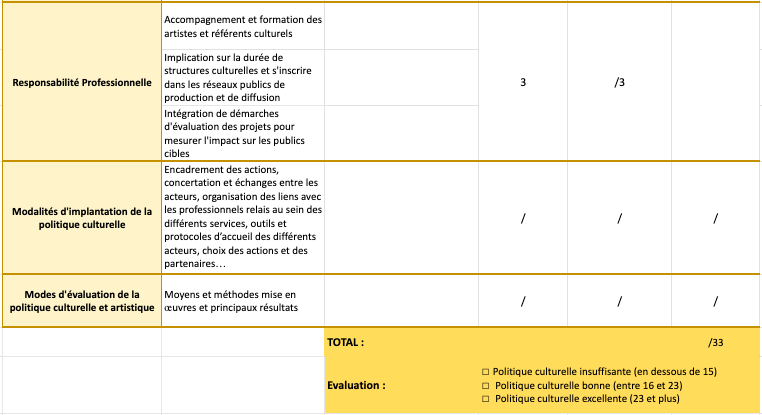 Accompagnement et formation des
artistes et référents culturels
Responsabilité Professionnelle
Implication sur la durée de
structures culturelles et s'inscrire
dans les réseaux publics de
production et de diffusion
3
/3
Intégration de démarches
d'évaluation des projets pour
mesurer l'impact sur les publics
cibles
Modalités d'implantation de la
politique culturelle
Encadrement des actions,
concertation et échanges entre les
acteurs, organisation des liens avec
les professionnels relais au sein des
différents services, outils et
protocoles d'accueil des différents
acteurs, choix des actions et des
partenaires...
/
/
/
Modes d'évaluation de la
politique culturelle et artistique
Moyens et méthodes mise en
œuvres et principaux résultats
/
/
/
TOTAL :
/33
Evaluation :
☐ Politique culturelle insuffisante (en dessous de 15)
☐ Politique culturelle bonne (entre 16 et 23)
☐ Politique culturelle excellente (23 et plus)